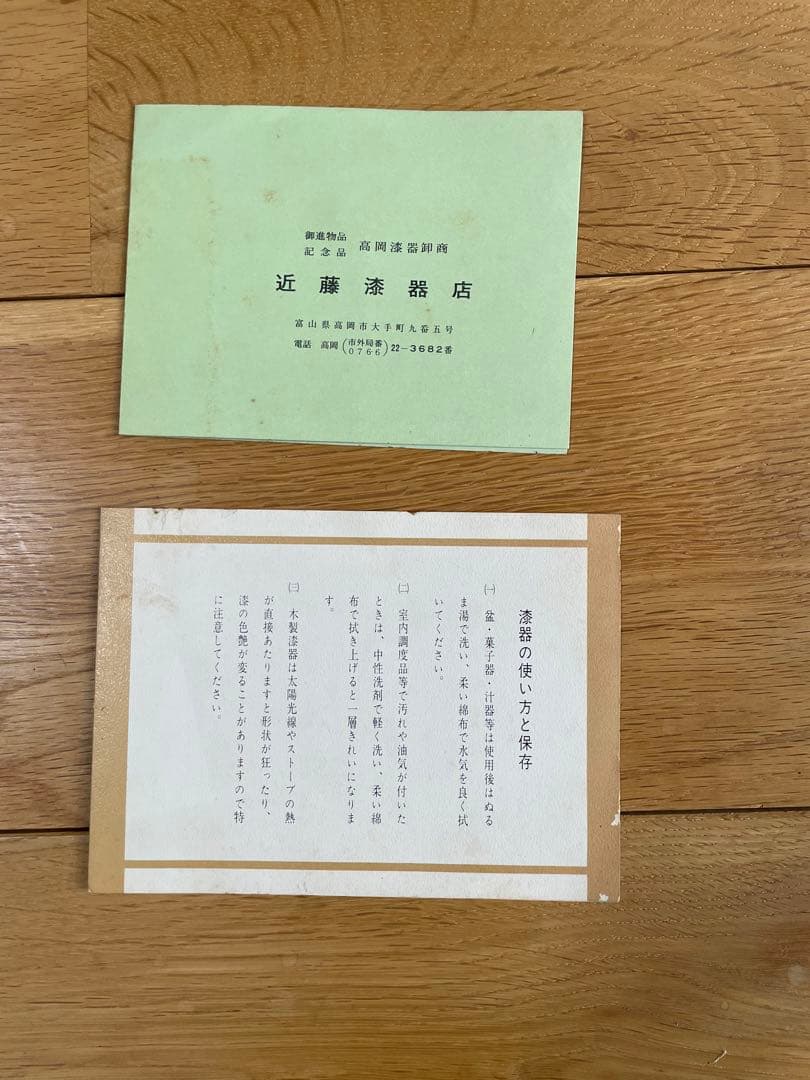 御進物品
記念品
高岡漆器卸商
近藤漆器店
富山県高岡市大手町九番五号
電話 高岡(市外局番0766)22-3682番
漆器の使い方と保存
㈠ 盆・菓子器・汁器等は使用後はぬる
ま湯で洗い、柔い綿布で水気を良く拭
いてください。
㈡ 室内調度品等で汚れや油気が付いた
ときは、中性洗剤で軽く洗い、柔い綿
布で拭き上げると一層きれいになりま
す。
㈢ 木製漆器は太陽光線やストーブの熱
が直接あたりますと形状が狂ったり、
漆の色艶が変ることがありますので特
に注意してください。